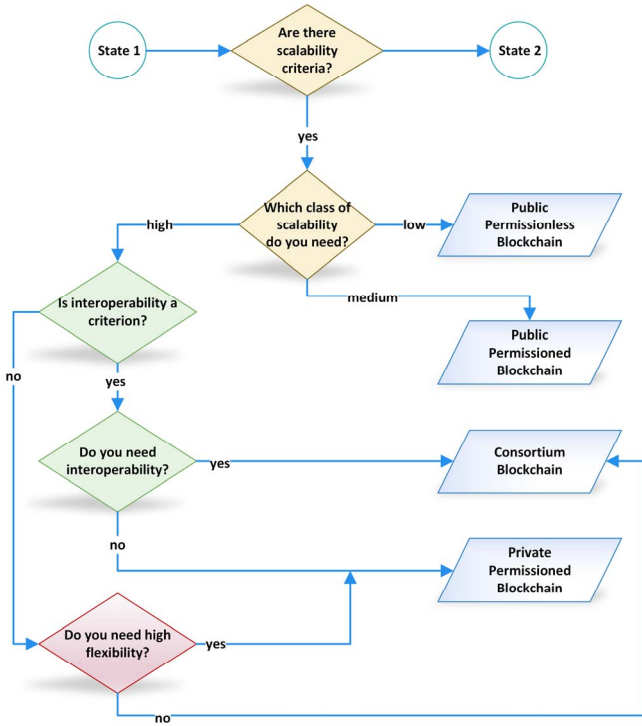 Are there
scalability
criteria?
State 1
State 2
yes
Which class of
scalability
do you need?
high
low
Public
Permissionless
Blockchain
medium
Is interoperability a
criterion?
Public
Permissioned
Blockchain
no
yes
Do you need
interoperability?
yes
Consortium
Blockchain
no
Private
Permissioned
Blockchain
Do you need high
flexibility?
yes
no